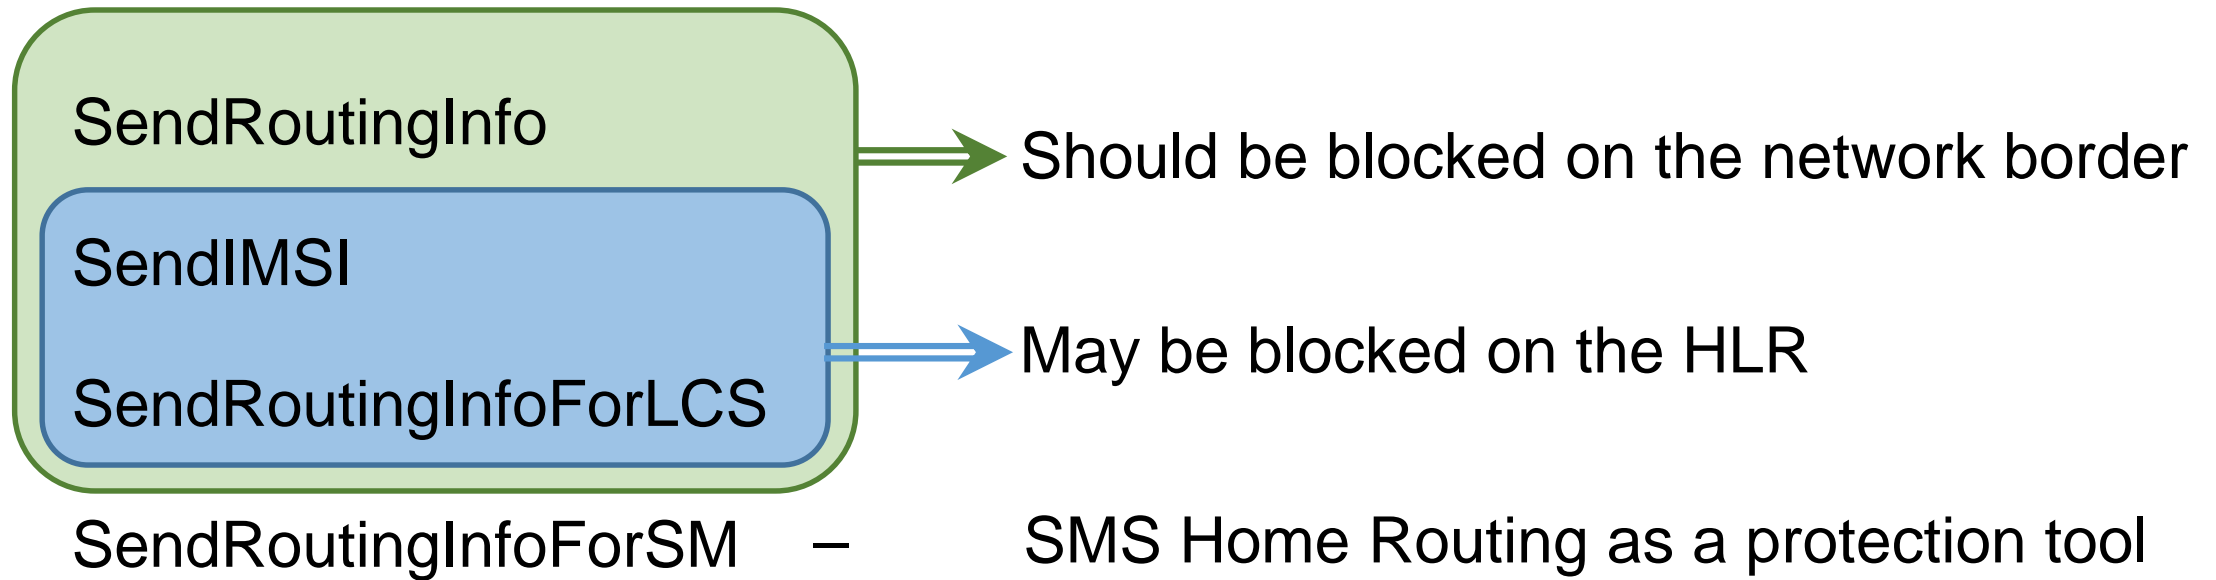 SendRoutingInfo
Should be blocked on the network border
SendIMSI
May be blocked on the HLR
SendRoutingInfoForLCS
SendRoutingInfoForSM – SMS Home Routing as a protection tool